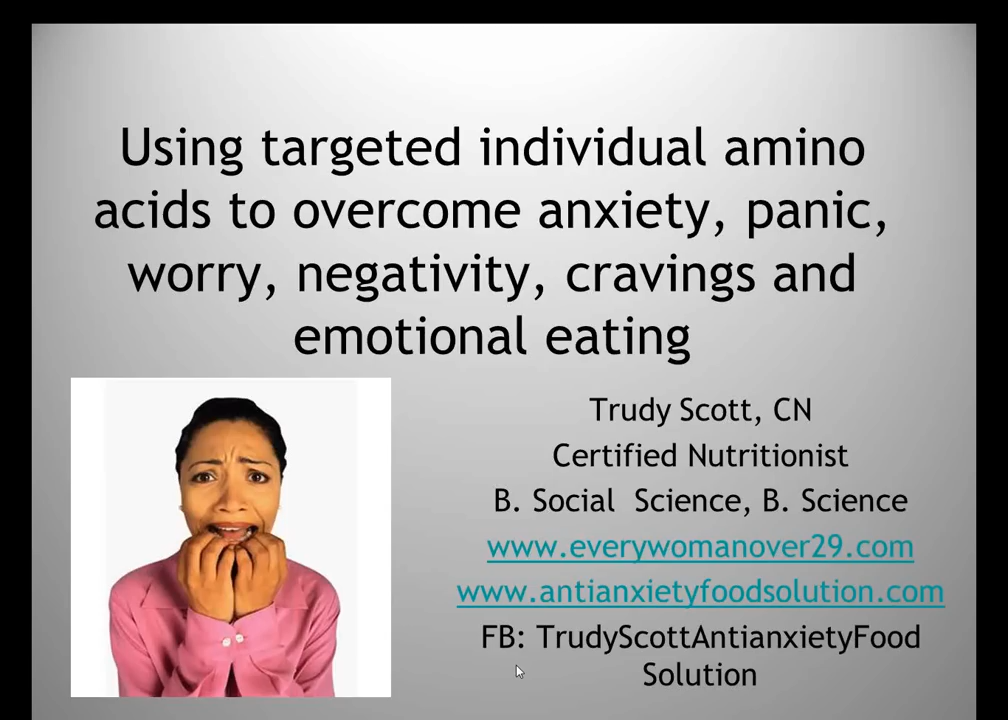 Using targeted individual amino
acids to overcome anxiety, panic,
worry, negativity, cravings and
emotional eating
Trudy Scott, CN
Certified Nutritionist
B. Social  Science, B. Science
www.everywomanover29.com
www.antianxietyfoodsolution.com
FB: TrudyScottAntianxietyFood
Solution